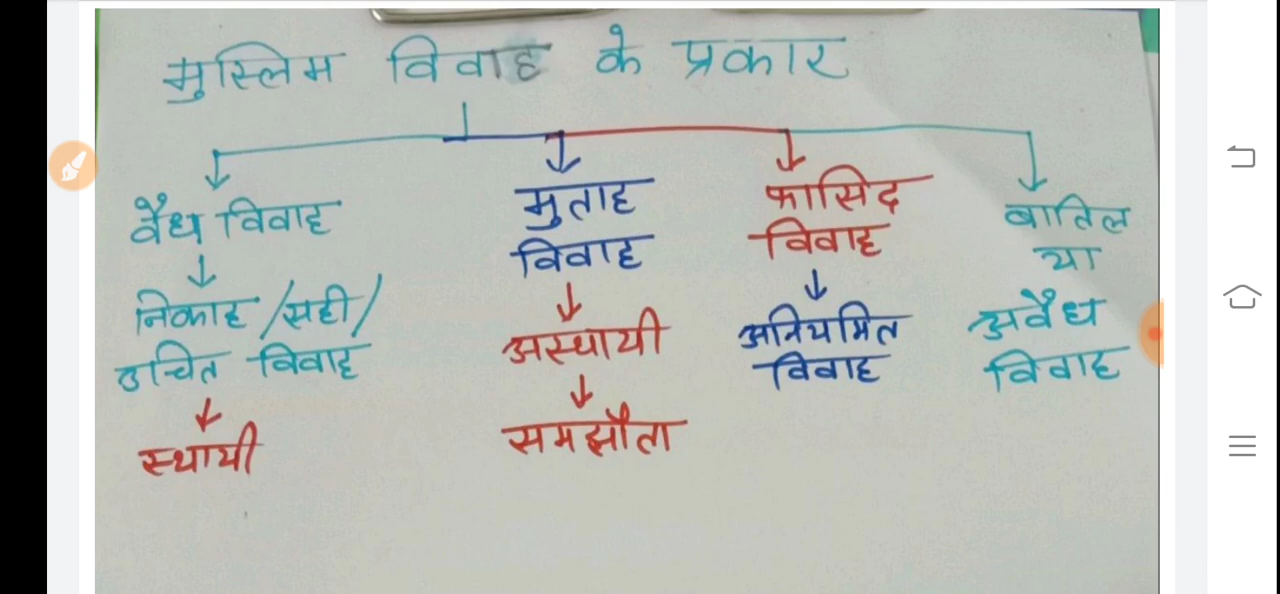 मुस्लिम विवाह के प्रकार
वैध विवाह
निकाह/सही/
उचित विवाह
स्थायी
मुताह
विवाह
अस्थायी
समझौता
फासिद
विवाह
अनियमित
विवाह
बातिल
या
अवैध
विवाह